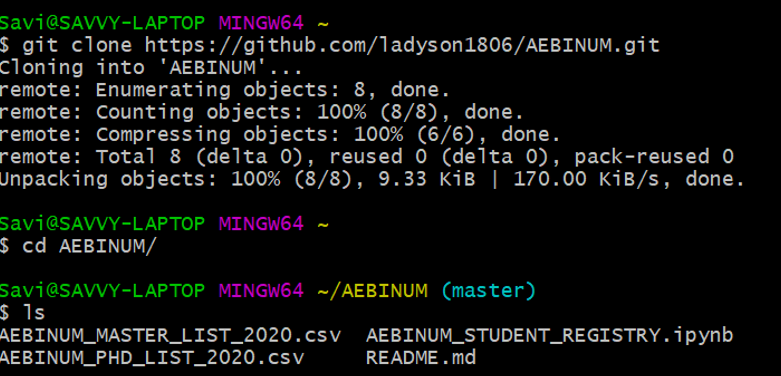 Savi@SAVVY-LAPTOP MINGW64 ~
$ git clone https://github.com/ladyson1806/AEBINUM.git
Cloning into 'AEBINUM'...
remote: Enumerating objects: 8, done.
remote: Counting objects: 100% (8/8), done.
remote: Compressing objects: 100% (6/6), done.
remote: Total 8 (delta 0), reused 0 (delta 0), pack-reused 0
Unpacking objects: 100% (8/8), 9.33 KiB | 170.00 KiB/s, done.
Savi@SAVVY-LAPTOP MINGW64 ~
$ cd AEBINUM/
Savi@SAVVY-LAPTOP MINGW64 ~/AEBINUM (master)
$ ls
AEBINUM_MASTER_LIST_2020.csv  AEBINUM_STUDENT_REGISTRY.ipynb
AEBINUM_PHD_LIST_2020.csv     README.md